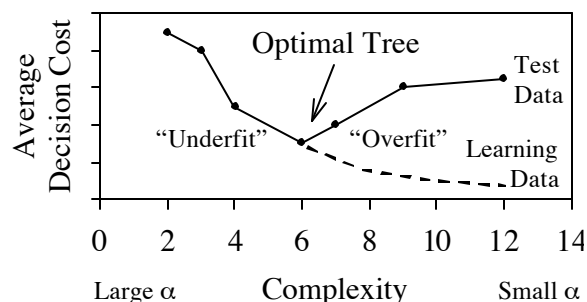 Optimal Tree
Test
Data
“Underfit”
“Overfit”
Learning
Data
Average
Decision Cost
0 2 4 6 8 10 12 14
Large α Complexity Small α